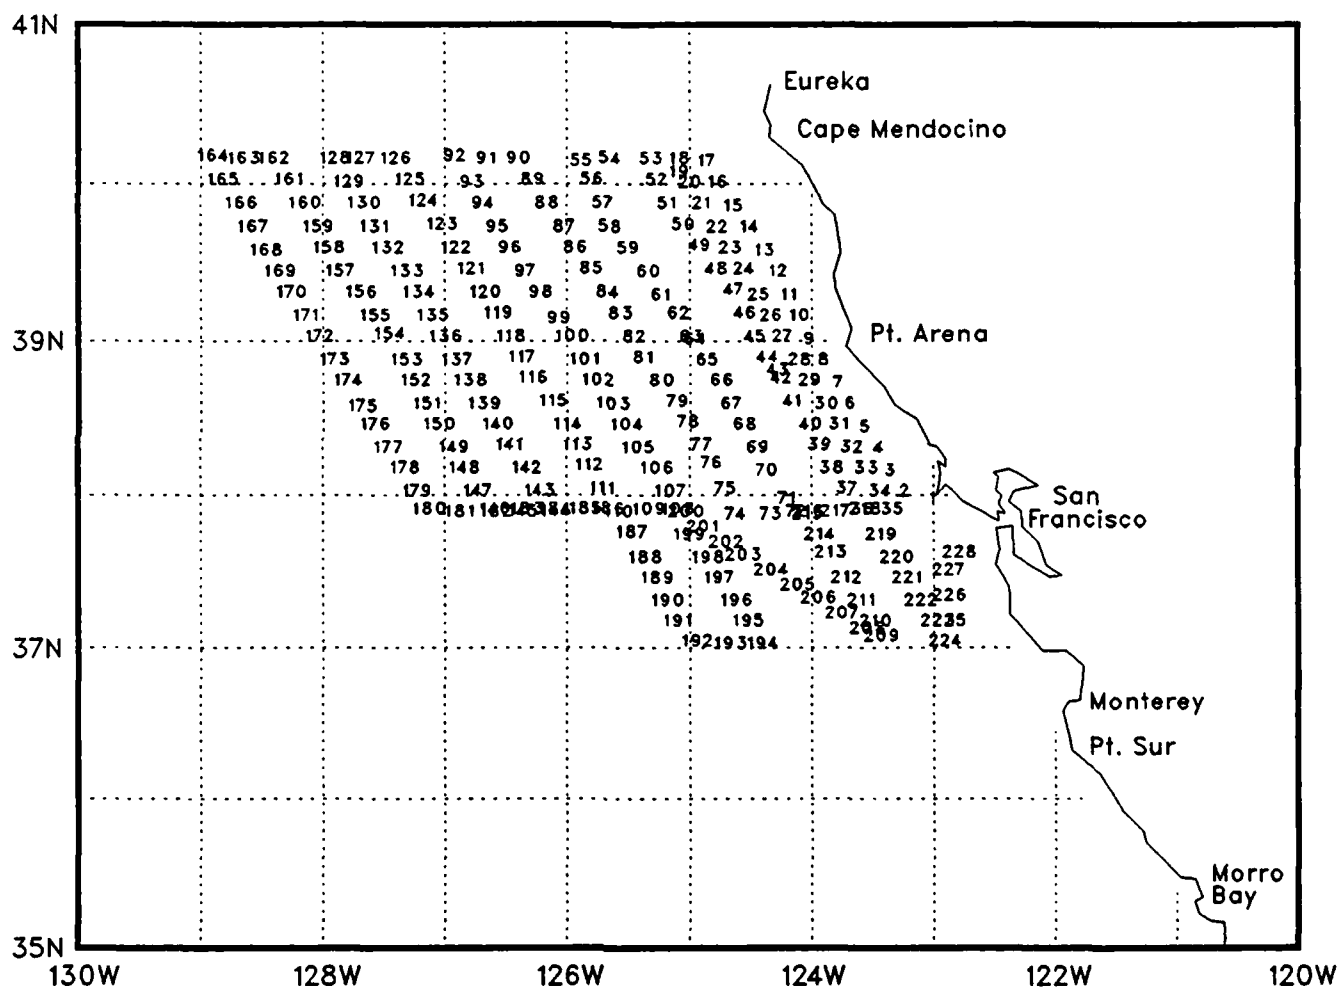 41N
Eureka
Cape Mendocino
164 163 162 128 127 126 92 91 90 55 54 53 18 17
19
165 161 129 125 93 89 56 52 20 16
166 160 130 124 94 88 57 51 21 15
167 159 131 123 95 87 58 50 22 14
168 158 132 122 96 86 59 49 23 13
169 157 133 121 97 85 60 48 24 12
170 156 134 120 98 84 61 47 25 11
171 155 135 119 99 83 62 46 26 10
39N 172 154 136 118 100 82 63 45 27 9 Pt. Arena
173 153 137 117 101 81 65 44 28 8
43
174 152 138 116 102 80 66 42 29 7
175 151 139 115 103 79 67 41 30 6
176 150 140 114 104 78 68 40 31 5
177 149 141 113 105 77 69 39 32 4
178 148 142 112 106 76 70 38 33 3
179 147 143 111 107 75 71 37 34 2
180 181 109 200 74 73 217 35
San
Francisco
187 199 201 202 214 219
188 198 203 213 220 228
189 197 204 205 212 221 227
190 196 206 211 222 226
191 195 207 210
37N 192 193 194 209 224
Monterey
Pt. Sur
Morro
Bay
35N
130W 128W 126W 124W 122W 120W